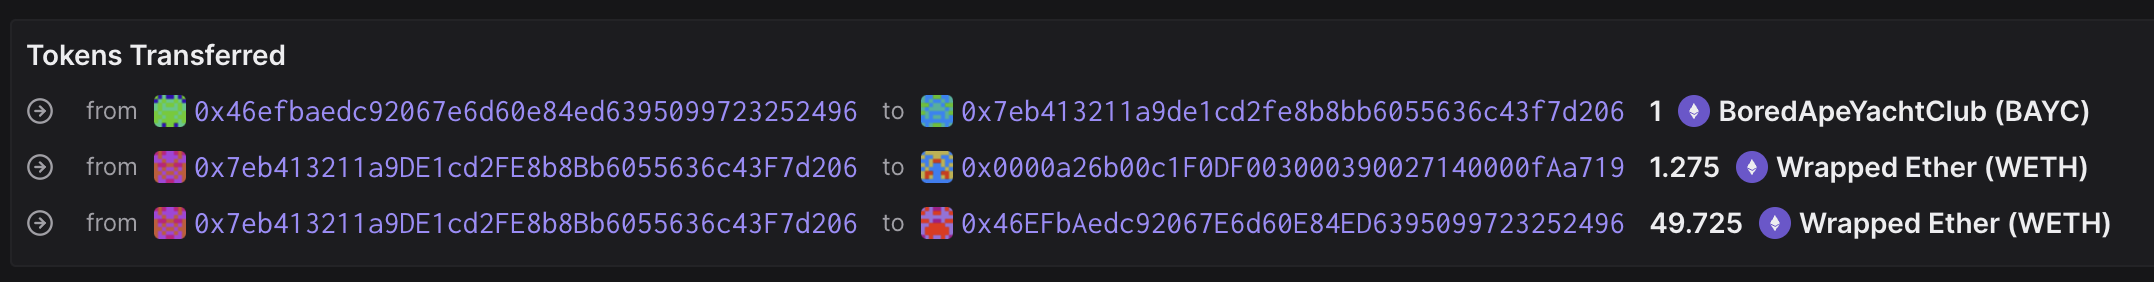 Tokens Transferred
from 0x46efbaedc92067e6d60e84ed6395099723252496 to 0x7eb413211a9de1cd2fe8b8bb6055636c43f7d206 1 BoredApeYachtClub (BAYC)
from 0x7eb413211a9DE1cd2FE8b8Bb6055636c43F7d206 to 0x0000a26b00c1F0DF003000390027140000fAa719 1.275 Wrapped Ether (WETH)
from 0x7eb413211a9DE1cd2FE8b8Bb6055636c43F7d206 to 0x46EFbAedc92067E6d60E84ED6395099723252496 49.725 Wrapped Ether (WETH)